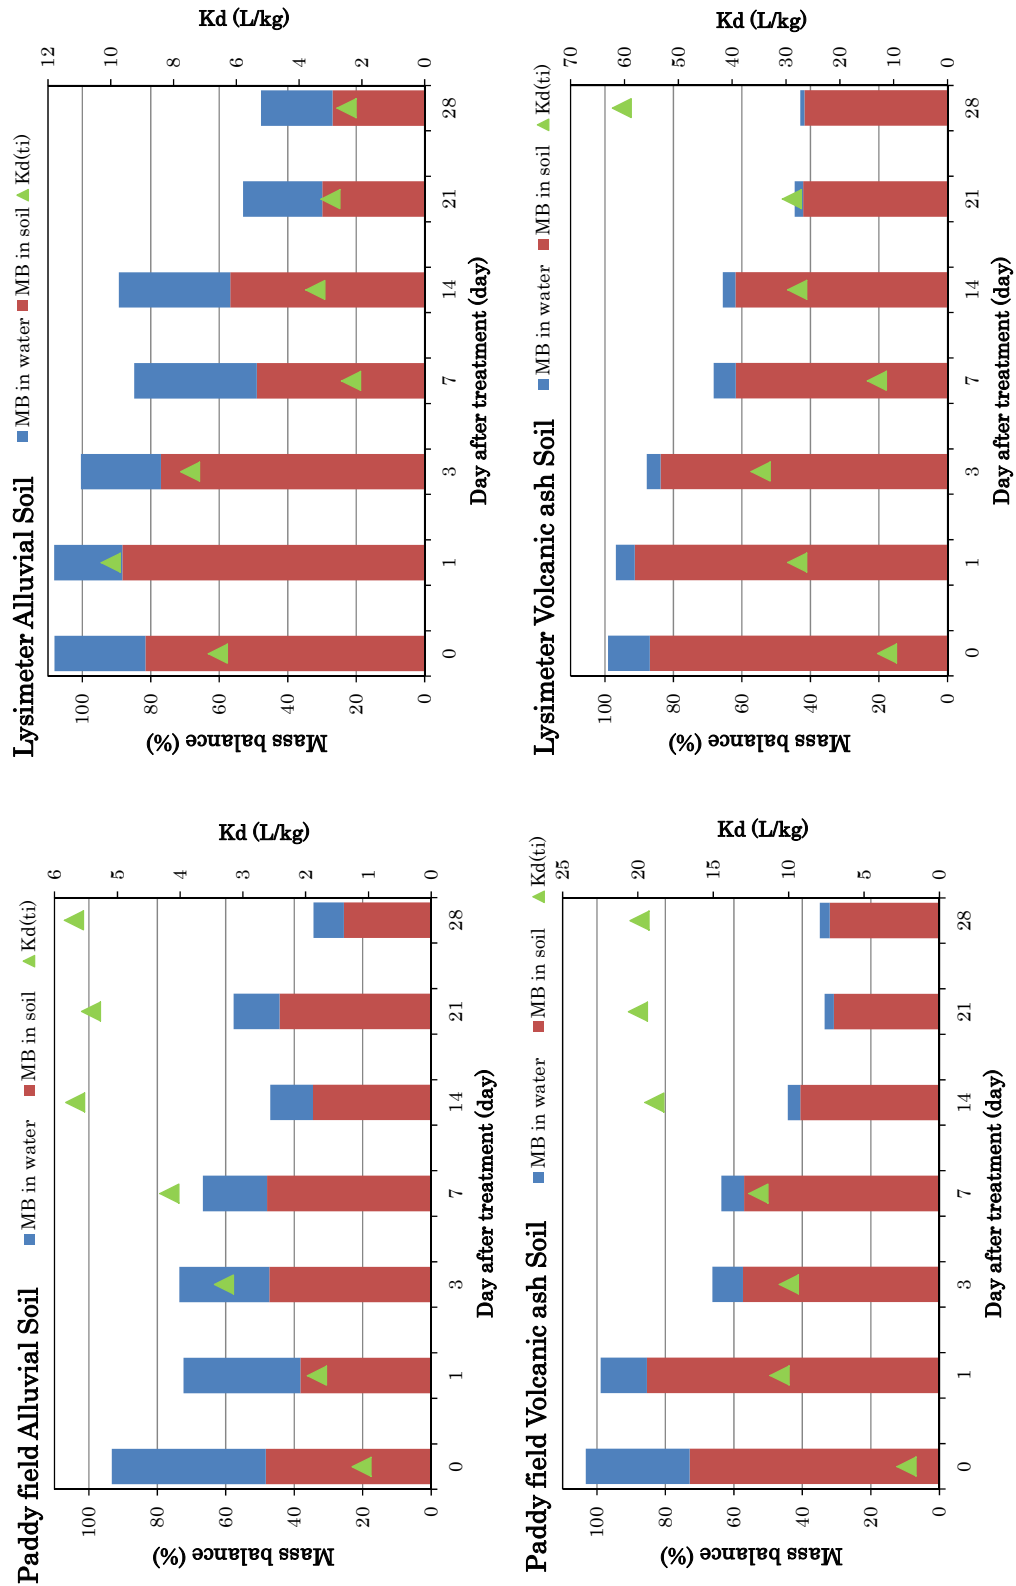 Paddy field Alluvial Soil
MB in water MB in soil Kd(ti)
Mass balance (%)
100
80
60
40
20
0
Kd (L/kg)
6
5
4
3
2
1
0
0 1 3 7 14 21 28
Day after treatment (day)
Lysimeter Alluvial Soil
MB in water MB in soil Kd(ti)
Mass balance (%)
100
80
60
40
20
0
Kd (L/kg)
12
10
8
6
4
2
0
0 1 3 7 14 21 28
Day after treatment (day)
Paddy field Volcanic ash Soil
MB in water MB in soil Kd(ti)
Mass balance (%)
100
80
60
40
20
0
Kd (L/kg)
25
20
15
10
5
0
0 1 3 7 14 21 28
Day after treatment (day)
Lysimeter Volcanic ash Soil
MB in water MB in soil Kd(ti)
Mass balance (%)
100
80
60
40
20
0
Kd (L/kg)
70
60
50
40
30
20
10
0
0 1 3 7 14 21 28
Day after treatment (day)